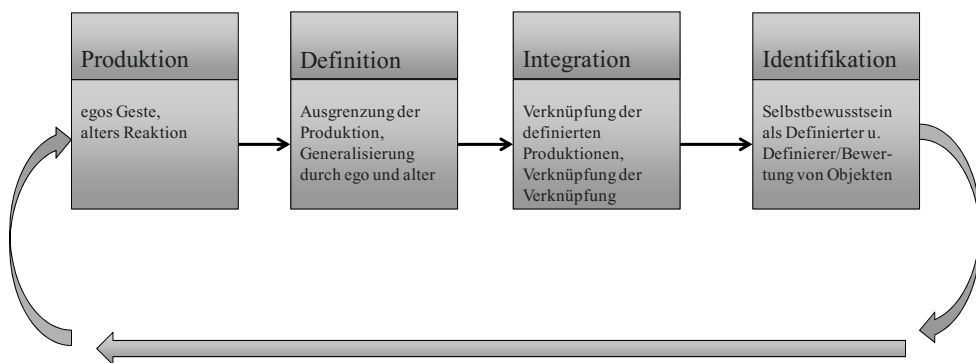 Produktion
egos Geste,
alters Reaktion
Definition
Ausgrenzung der
Produktion,
Generalisierung
durch ego und alter
Integration
Verknüpfung der
definierten
Produktionen,
Verknüpfung der
Verknüpfung
Identifikation
Selbstbewusstsein
als Definierter u.
Definierer/Bewer-
tung von Objekten